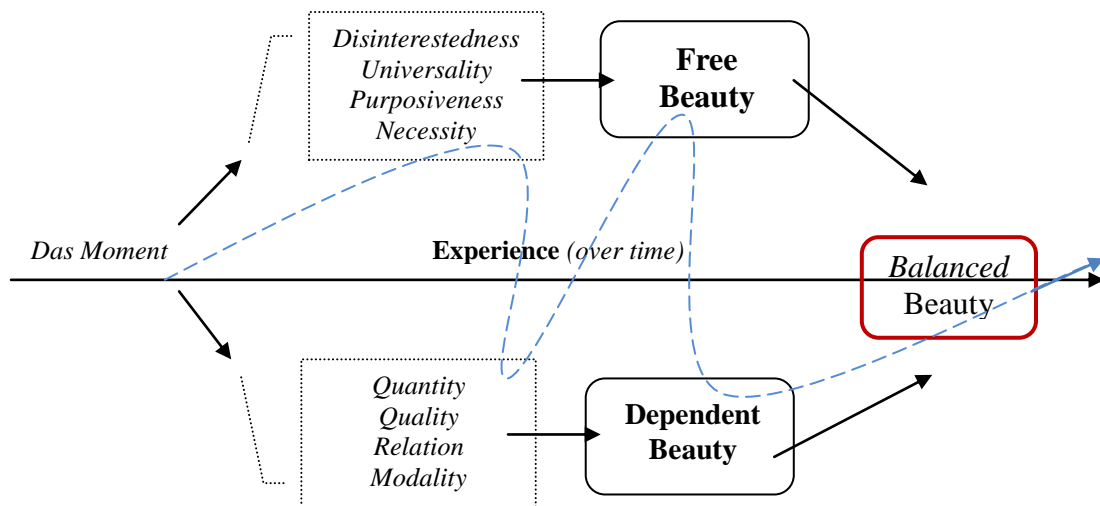 Disinterestedness
Universality
Purposiveness
Necessity
Free
Beauty
Das Moment
Experience (over time)
Balanced
Beauty
Quantity
Quality
Relation
Modality
Dependent
Beauty